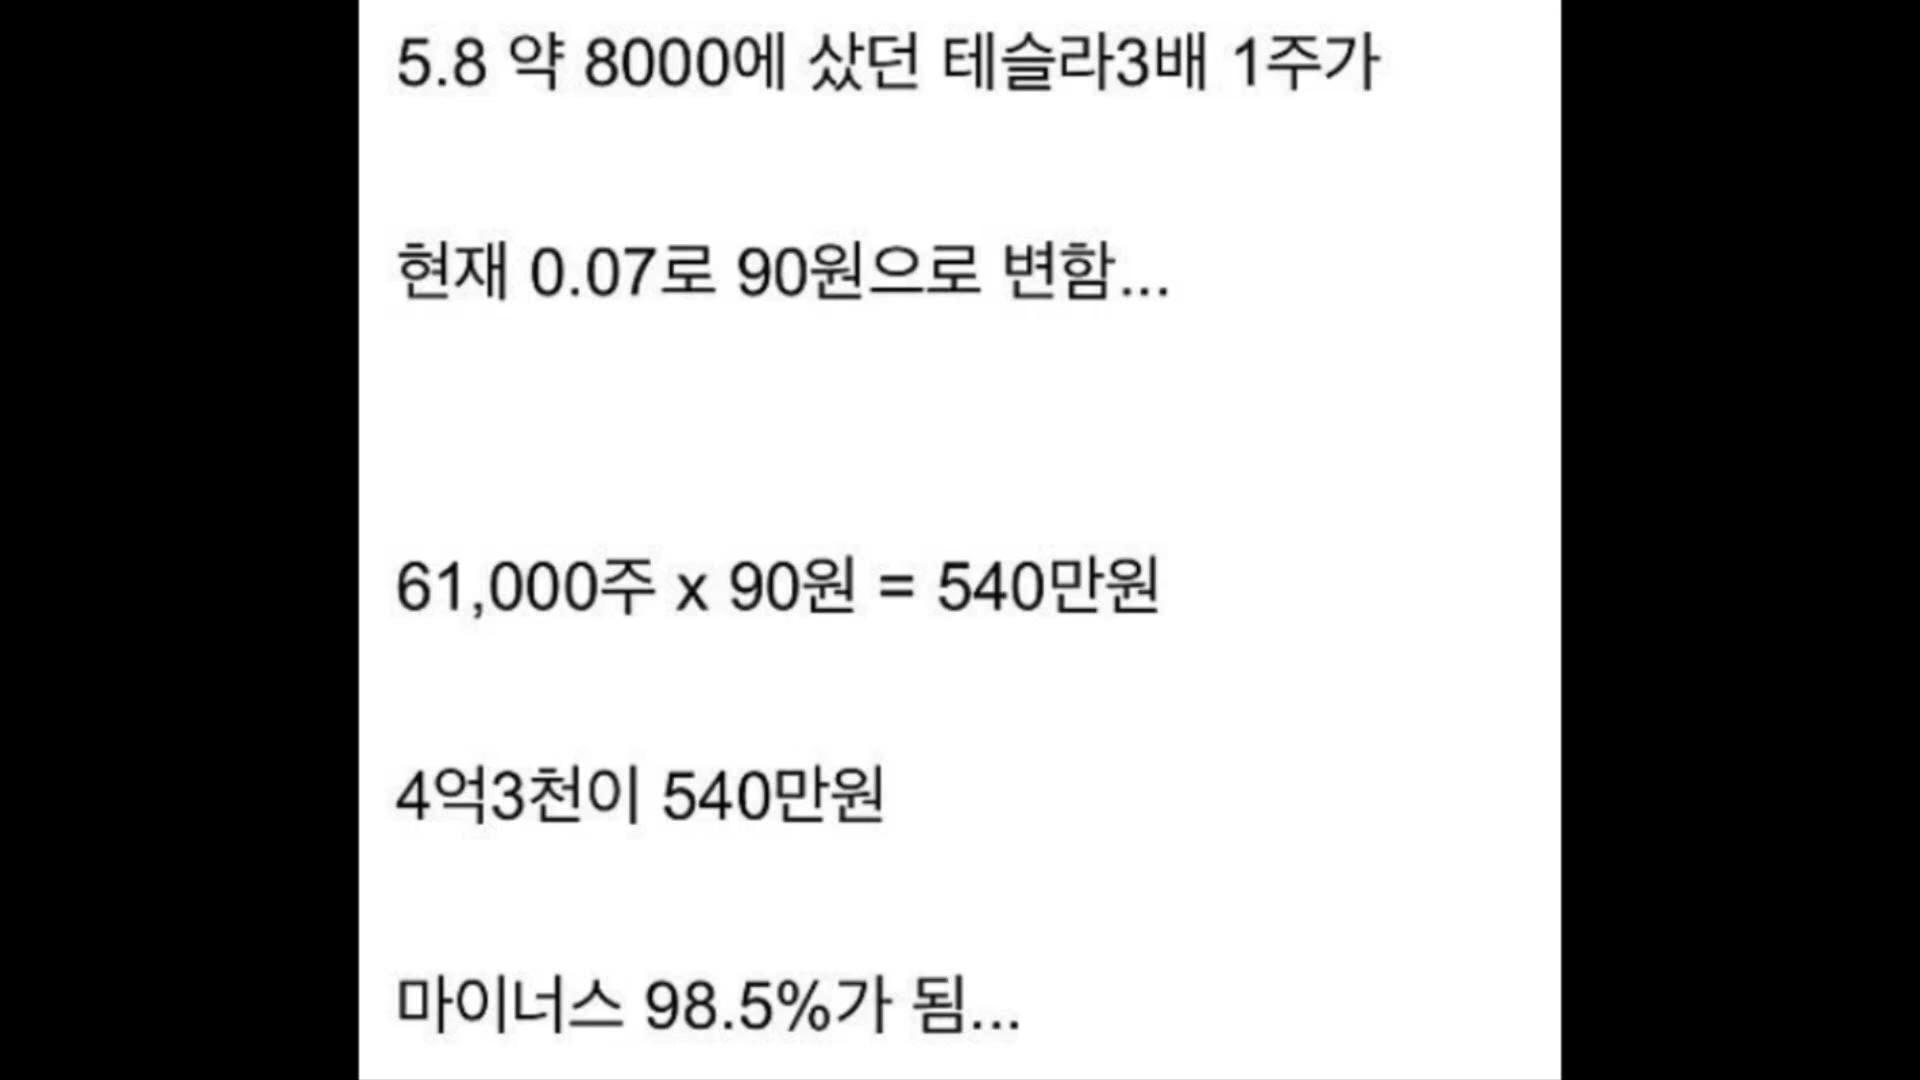 5.8 약 8000에 샀던 테슬라3배 1주가
현재 0.07로 90원으로 변함...
61,000주 x 90원 = 540만원
4억3천이 540만원
마이너스 98.5%가 됨...